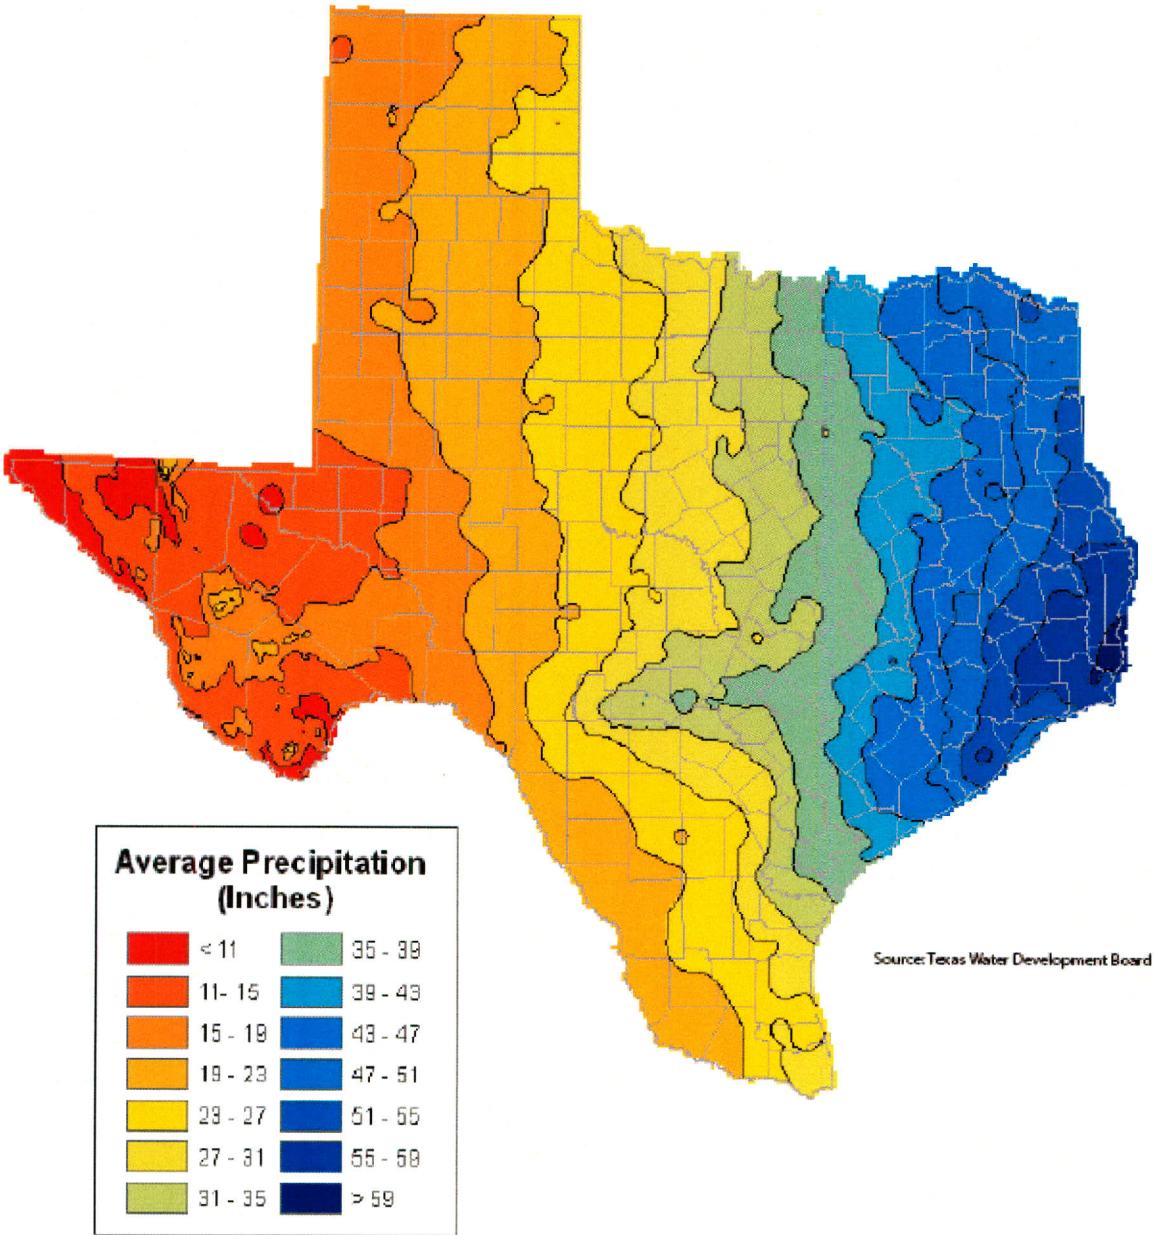 Average Precipitation
(Inches)
< 11
11- 15
15 - 19
19 - 23
23 - 27
27 - 31
31 - 35
35 - 39
39 - 43
43 - 47
47 - 51
51 - 55
55 - 59
> 59
Source: Texas Water Development Board